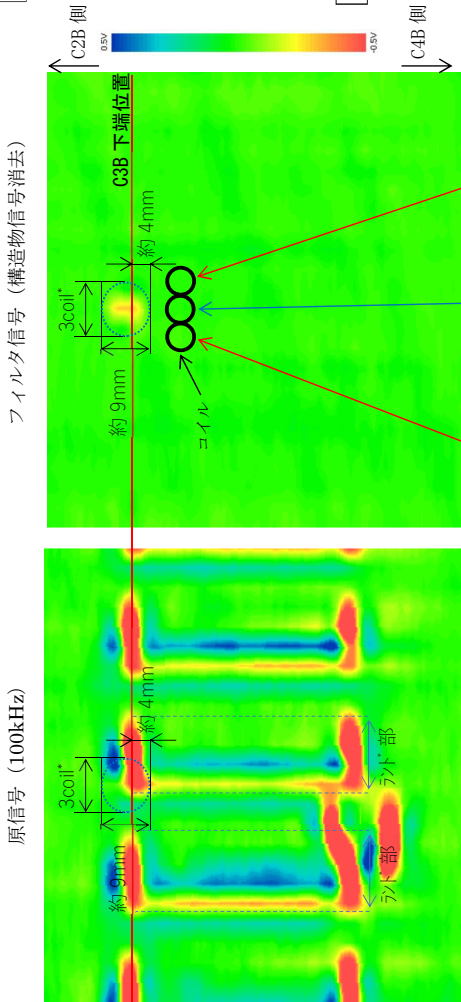 フィルタ信号（構造物信号消去）
C2B 側
0.5V
-0.5V
C4B 側
C3B 下端位置
3coil*
約 4mm
約 9mm
コイル
原信号 （100kHz）
3coil*
約 4mm
約 9mm
ﾗﾝﾄﾞ部
ﾗﾝﾄﾞ部